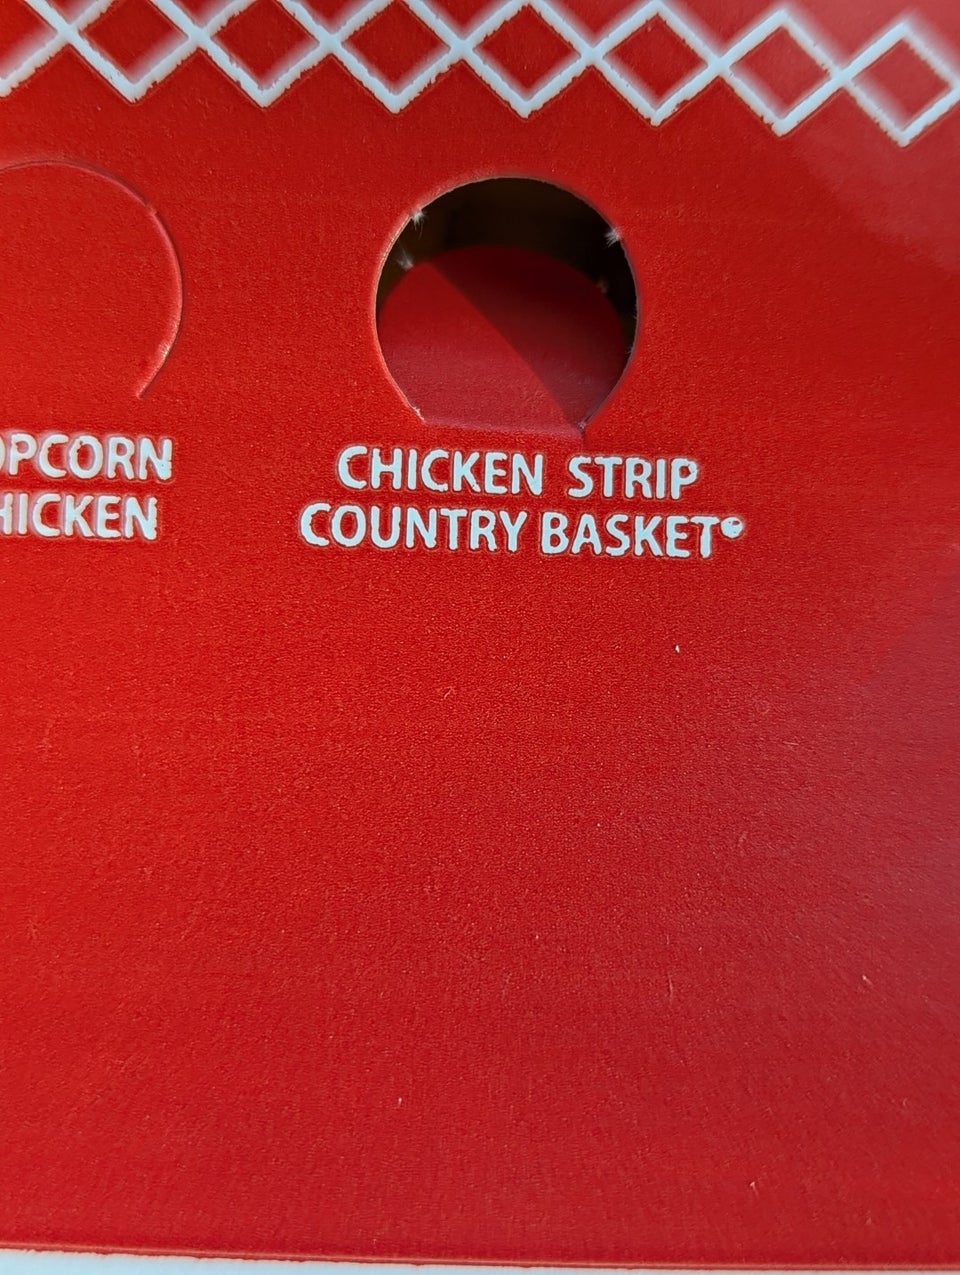 OPCORN
HICKEN
CHICKEN STRIP
COUNTRY BASKET®